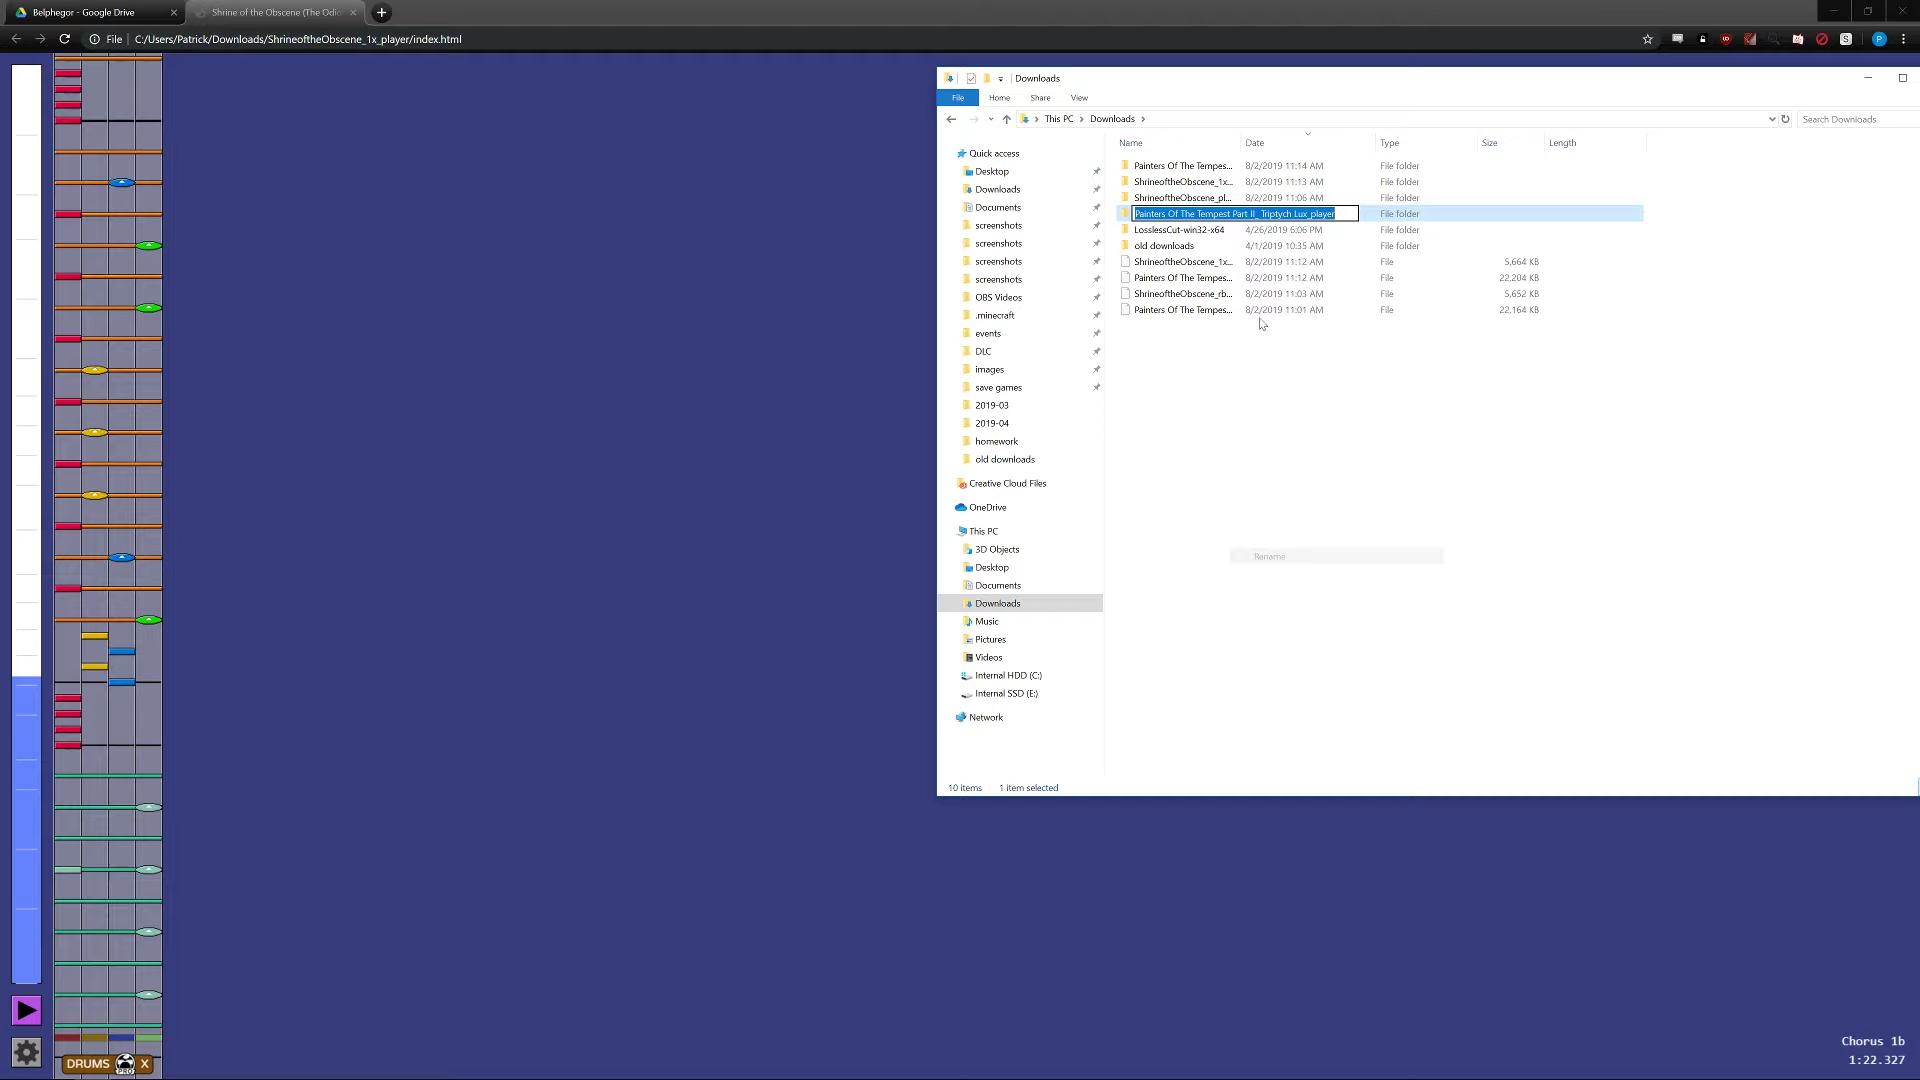 Belphegor - Google Drive
Shrine of the Obscene (The Odio
File C:/Users/Patrick/Downloads/ShrineoftheObscene_1x_player/index.html
Downloads
File Home Share View
This PC Downloads
Search Downloads
Name Date Type Size Length
Painters Of The Tempes... 8/2/2019 11:14 AM File folder
ShrineoftheObscene_1x... 8/2/2019 11:13 AM File folder
ShrineoftheObscene_pl... 8/2/2019 11:06 AM File folder
Painters Of The Tempest Part II_ Triptych Lux_player File folder
LosslessCut-win32-x64 4/26/2019 6:06 PM File folder
old downloads 4/1/2019 10:35 AM File folder
ShrineoftheObscene_1x... 8/2/2019 11:12 AM File 5,664 KB
Painters Of The Tempes... 8/2/2019 11:12 AM File 22,204 KB
ShrineoftheObscene_rb... 8/2/2019 11:03 AM File 5,652 KB
Painters Of The Tempes... 8/2/2019 11:01 AM File 22,164 KB
Quick access
Desktop
Downloads
Documents
screenshots
screenshots
screenshots
screenshots
OBS Videos
.minecraft
events
DLC
images
save games
2019-03
2019-04
homework
old downloads
Creative Cloud Files
OneDrive
This PC
3D Objects
Desktop
Documents
Downloads
Music
Pictures
Videos
Internal HDD (C:)
Internal SSD (E:)
Network
Rename
10 items 1 item selected
DRUMS PRO X
Chorus 1b
1:22.327